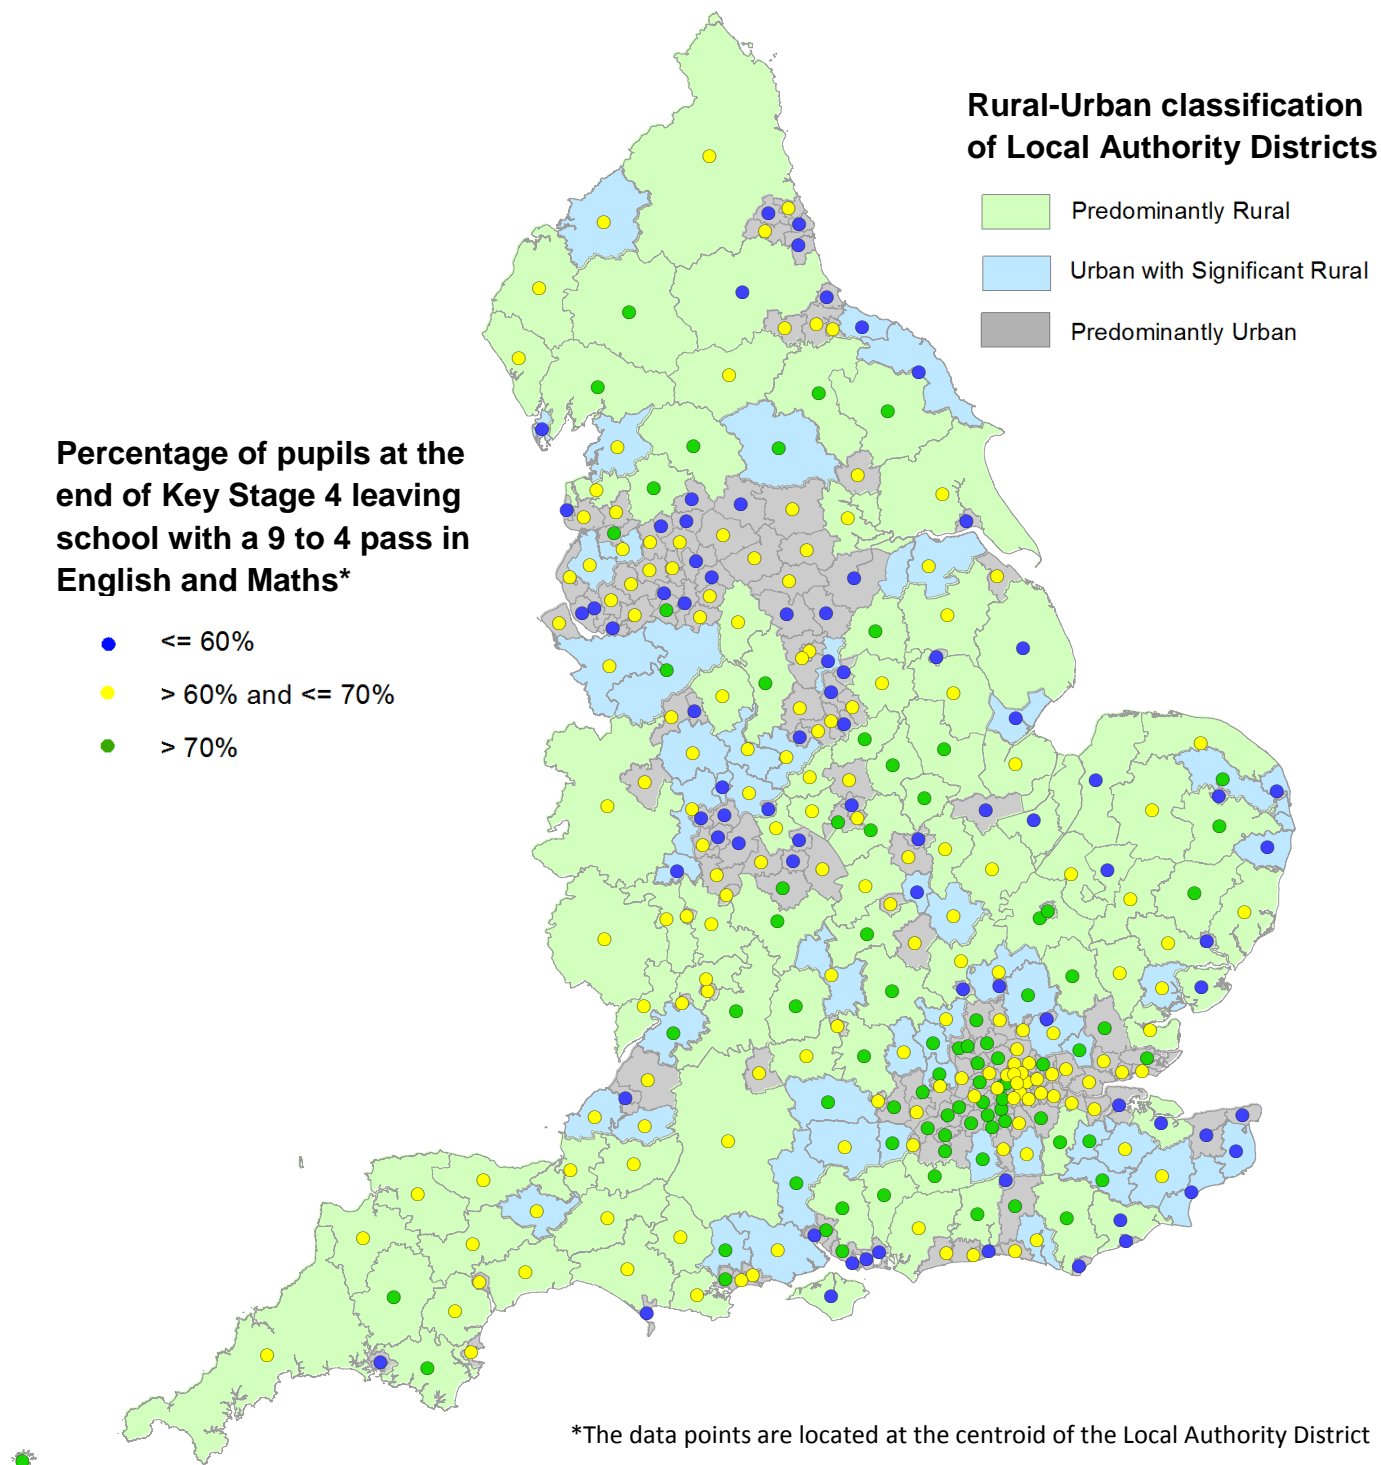 Rural-Urban classification
of Local Authority Districts
Predominantly Rural
Urban with Significant Rural
Predominantly Urban
Percentage of pupils at the
end of Key Stage 4 leaving
school with a 9 to 4 pass in
English and Maths*
<= 60%
> 60% and <= 70%
> 70%
*The data points are located at the centroid of the Local Authority District